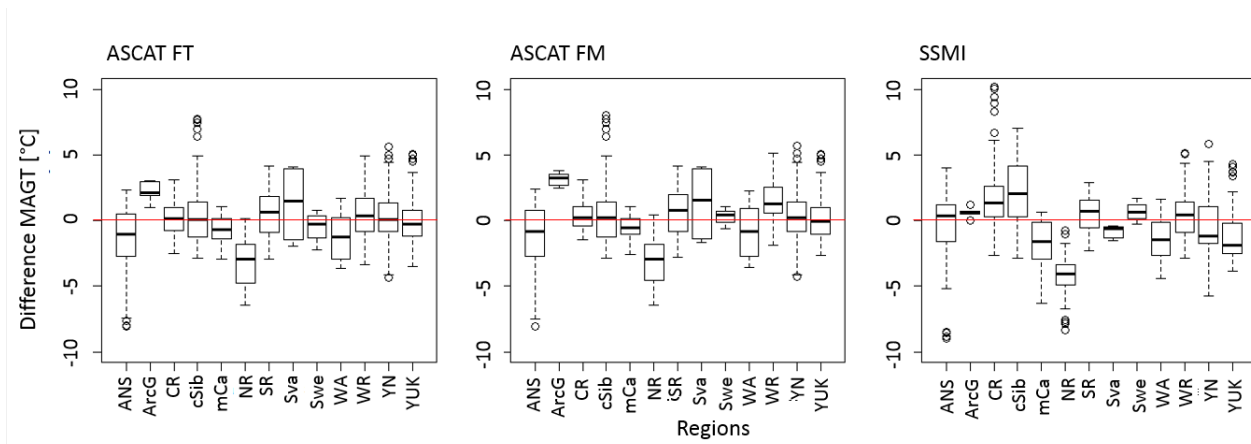 ASCAT FT
ASCAT FM
SSMI
Difference MAGT [°C]
10
5
0
-5
-10
10
5
0
-5
-10
10
5
0
-5
-10
ANS
ArcG
CR
cSib
mCa
NR
SR
Sva
Swe
WA
WR
YN
YUK
ANS
ArcG
CR
cSib
mCa
NR
SR
Sva
Swe
WA
WR
YN
YUK
ANS
ArcG
CR
cSib
mCa
NR
SR
Sva
Swe
WA
WR
YN
YUK
Regions